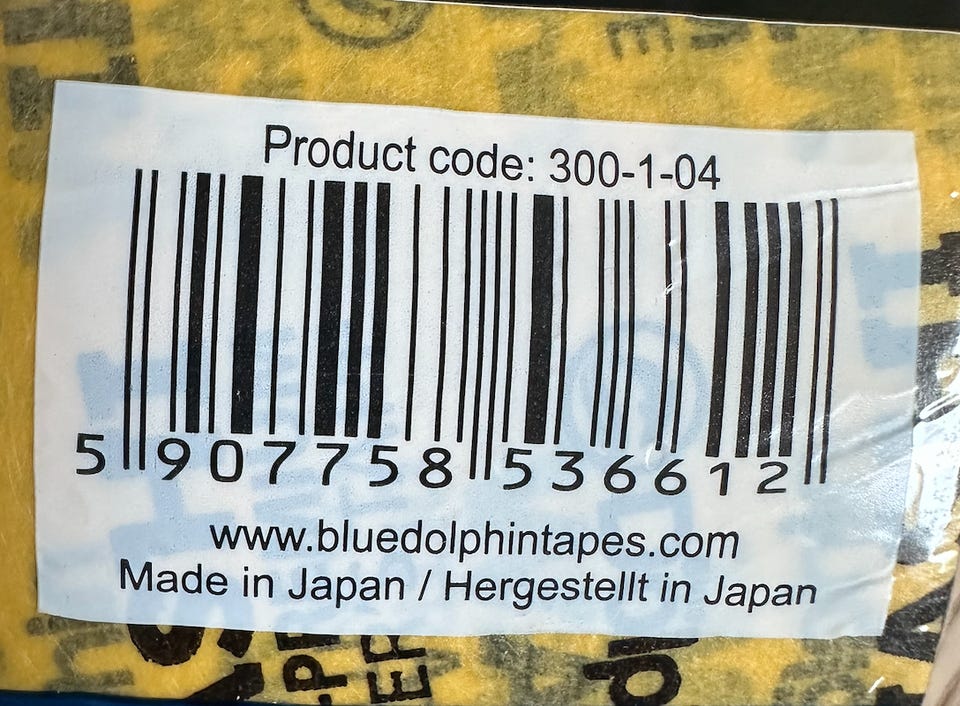 Product code: 300-1-04
5 907758 536612
www.bluedolphintapes.com
Made in Japan / Hergestellt in Japan